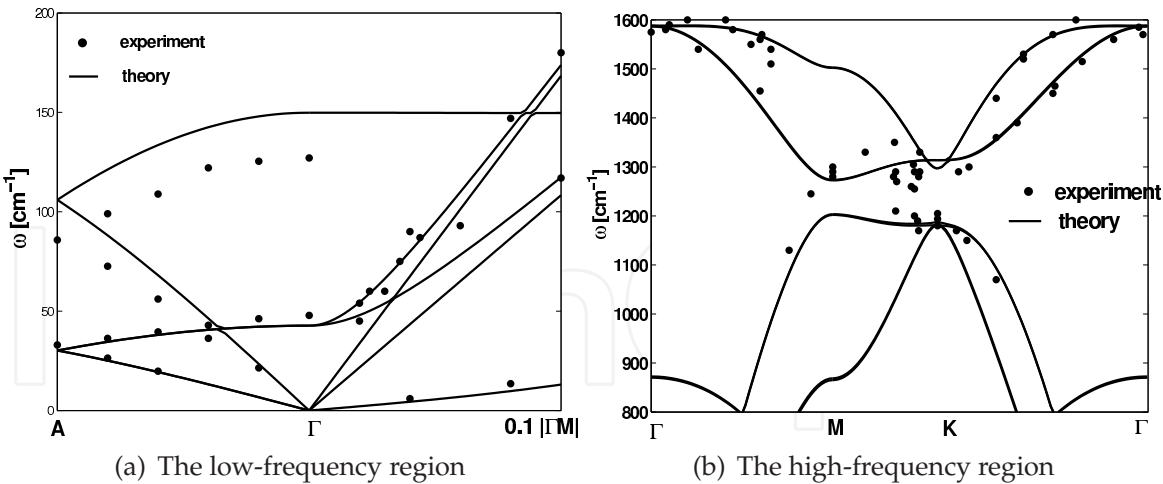 200
150
100
50
0
ω [cm⁻¹]
experiment
theory
A
Γ
0.1 |ΓM|
(a) The low-frequency region
1600
1500
1400
1300
1200
1100
1000
900
800
ω [cm⁻¹]
experiment
theory
Γ
M
K
Γ
(b) The high-frequency region